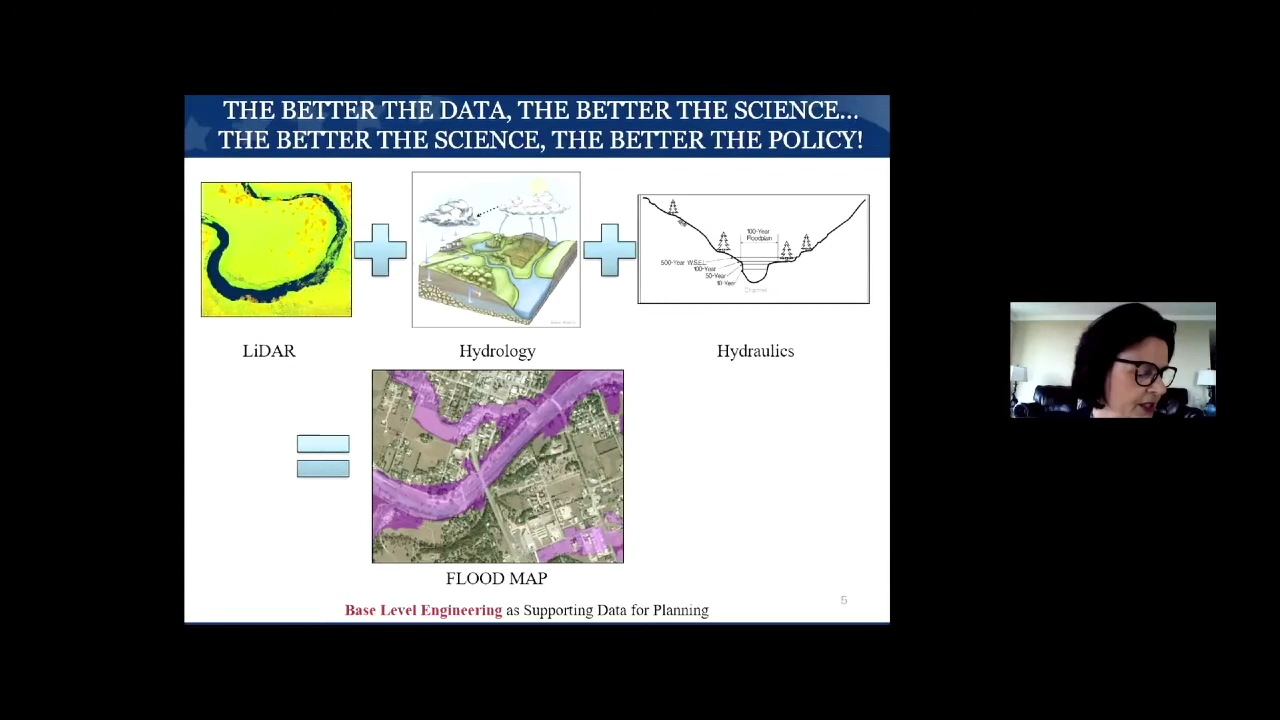 THE BETTER THE DATA, THE BETTER THE SCIENCE...
THE BETTER THE SCIENCE, THE BETTER THE POLICY!
100-Year
Floodplain
500-Year W.S.EL.
100-Year
50-Year
10-Year
Channel
LiDAR
Hydrology
Hydraulics
FLOOD MAP
5
Base Level Engineering as Supporting Data for Planning